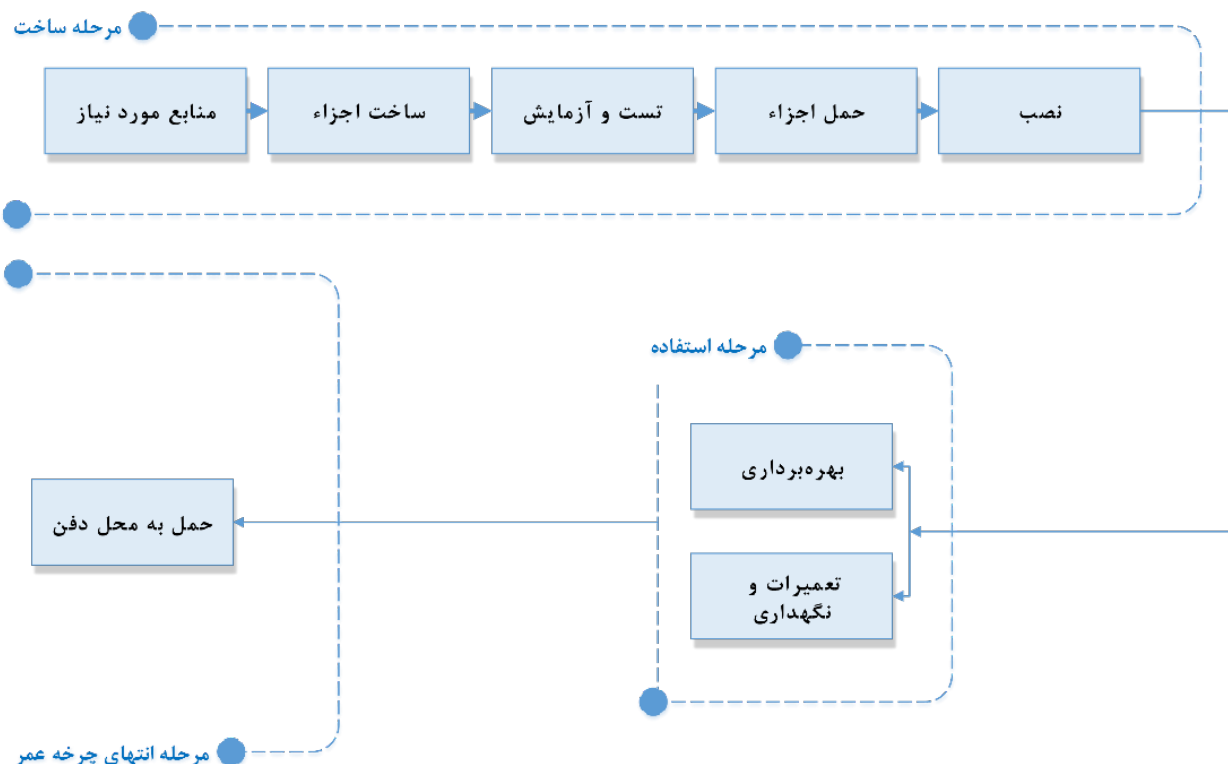 مرحله ساخت
منابع مورد نیاز
ساخت اجزاء
تست و آزمایش
حمل اجزاء
نصب
مرحله استفاده
بهره‌برداری
تعمیرات و
نگهداری
حمل به محل دفن
مرحله انتهای چرخه عمر